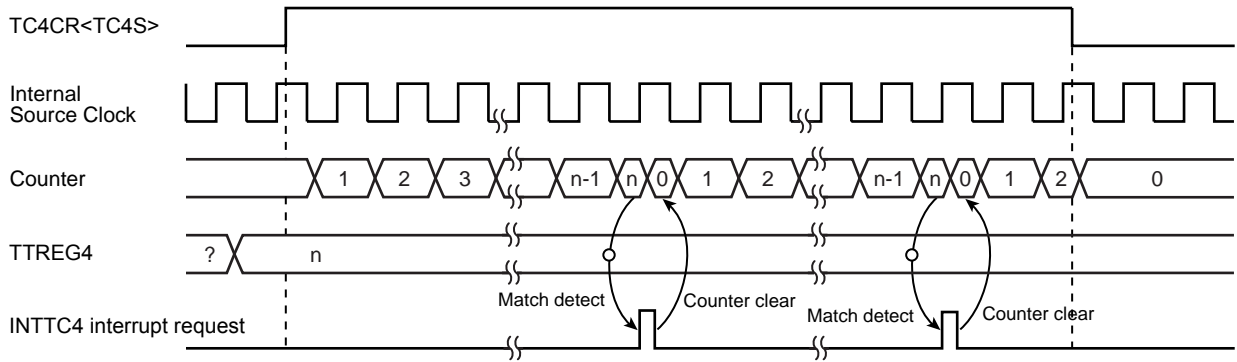 TC4CR<TC4S>
Internal
Source Clock
Counter 1 2 3 n-1 n 0 1 2 n-1 n 0 1 2 0
TTREG4 ? n
Match detect Counter clear Match detect Counter clear
INTTC4 interrupt request